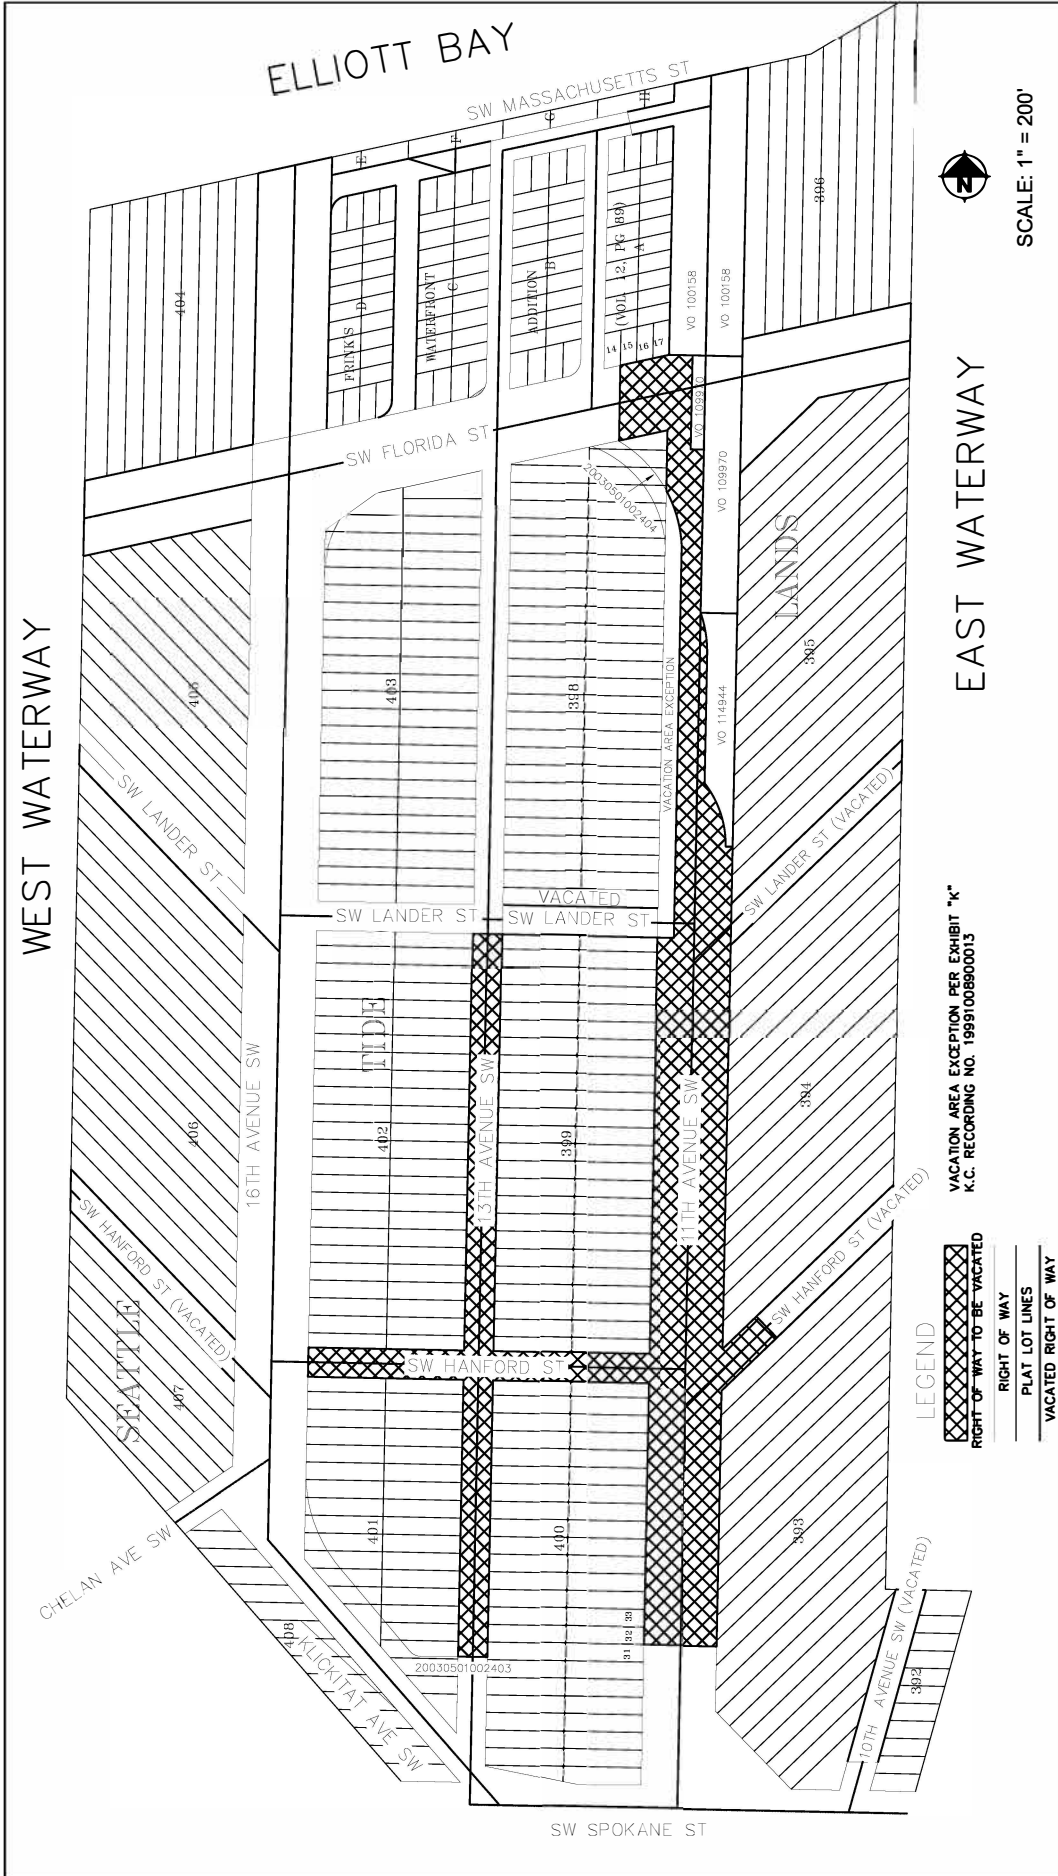 WEST WATERWAY
ELLIOTT BAY
SW MASSACHUSETTS ST
404
E
F
G
H
FRINKS
D
WATERFRONT
C
ADDITION
B
(VOL 12, PG 89)
A
14 15 16 17
VO 100158
VO 100158
396
SW FLORIDA ST
VO 109970
VO 109970
20030501002404
405
SW LANDER ST
403
398
VACATION AREA EXCEPTION
VO 114944
LANDS
395
EAST WATERWAY
SW LANDER ST
VACATED
SW LANDER ST
SW LANDER ST (VACATED)
TIDE
406
16TH AVENUE SW
402
13TH AVENUE SW
399
11TH AVENUE SW
394
SW HANFORD ST (VACATED)
SW HANFORD ST
SW HANFORD ST (VACATED)
SEATTLE
407
CHELAN AVE SW
401
400
393
408
KLICKITAT AVE SW
20030501002403
31 32 33
10TH AVENUE SW (VACATED)
392
SW SPOKANE ST
N
SCALE: 1" = 200'
VACATION AREA EXCEPTION PER EXHIBIT "K"
K.C. RECORDING NO. 19991008900013
LEGEND
RIGHT OF WAY TO BE VACATED
RIGHT OF WAY
PLAT LOT LINES
VACATED RIGHT OF WAY